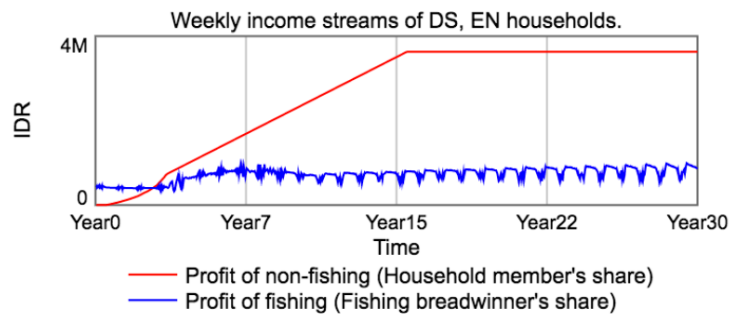 Weekly income streams of DS, EN households.
4M
IDR
0
Year0 Year7 Year15 Year22 Year30
Time
Profit of non-fishing (Household member's share)
Profit of fishing (Fishing breadwinner's share)